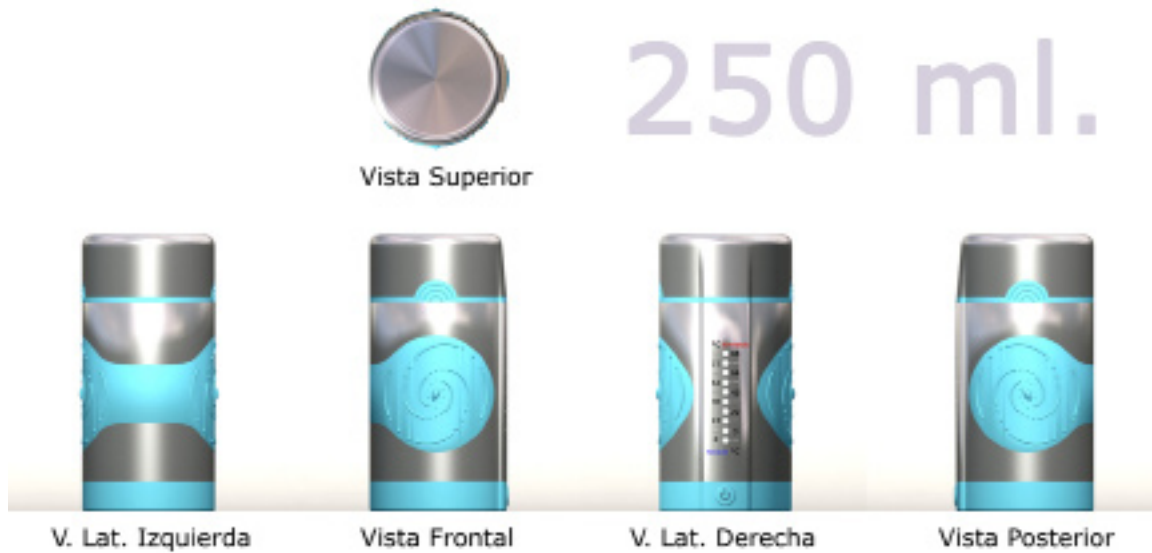 250 ml.
Vista Superior
V. Lat. Izquierda
Vista Frontal
V. Lat. Derecha
Vista Posterior